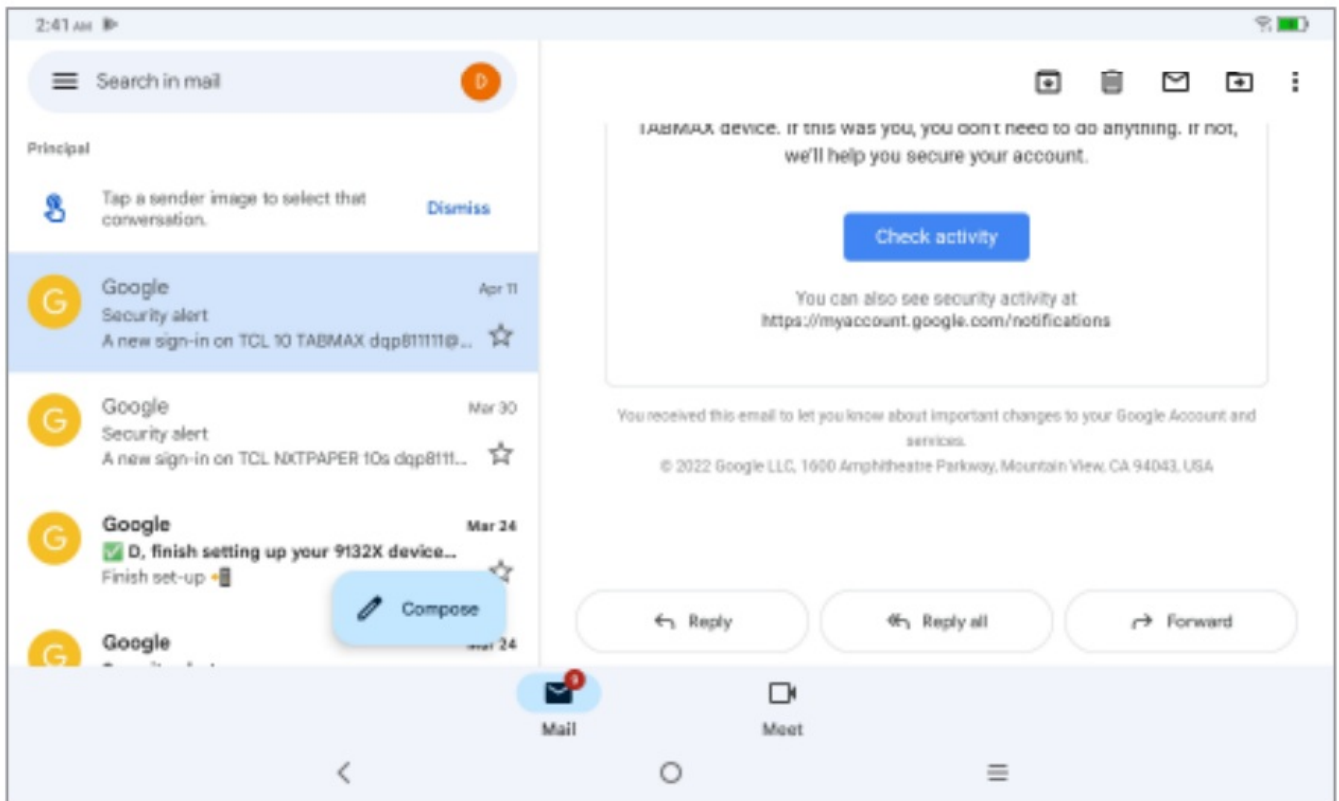 2:41 AM
Search in mail
D
Principal
Tap a sender image to select that
conversation.
Dismiss
G
Google
Apr 11
Security alert
A new sign-in on TCL 10 TABMAX dqp811111@...
G
Google
Mar 30
Security alert
A new sign-in on TCL NXTPAPER 10s dqp8111...
G
Google
Mar 24
✅ D, finish setting up your 9132X device...
Finish set-up 📲
Compose
G
Google
Mar 24
TABMAX device. If this was you, you don't need to do anything. If not,
we'll help you secure your account.
Check activity
You can also see security activity at
https://myaccount.google.com/notifications
You received this email to let you know about important changes to your Google Account and
services.
© 2022 Google LLC, 1600 Amphitheatre Parkway, Mountain View, CA 94043, USA
Reply
Reply all
Forward
9
Mail
Meet